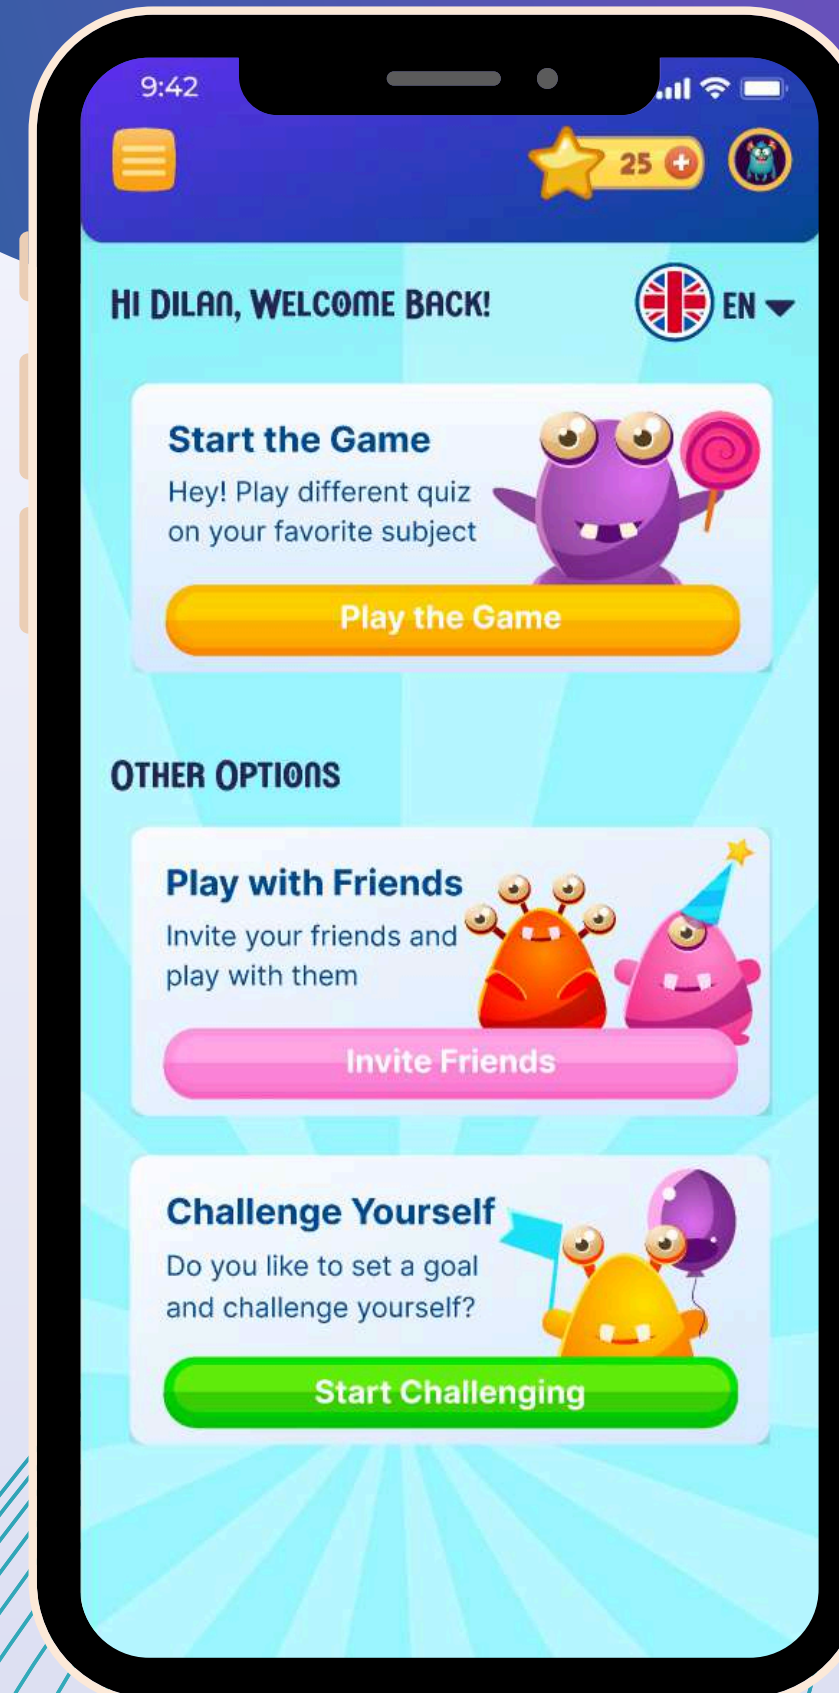 9:42
25
Hi Dilan, Welcome Back!
EN
Start the Game
Hey! Play different quiz
on your favorite subject
Play the Game
Other Options
Play with Friends
Invite your friends and
play with them
Invite Friends
Challenge Yourself
Do you like to set a goal
and challenge yourself?
Start Challenging